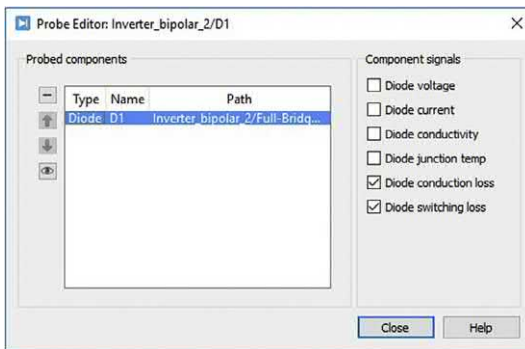 Probe Editor: Inverter_bipolar_2/D1
Probed components
Type Name Path
Diode D1 Inverter_bipolar_2/Full-Bridg...
Component signals
Diode voltage
Diode current
Diode conductivity
Diode junction temp
Diode conduction loss
Diode switching loss
Close Help